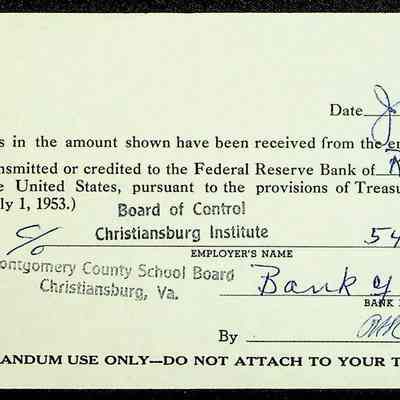 Date J
s in the amount shown have been received from the en
nsmitted or credited to the Federal Reserve Bank of
e United States, pursuant to the provisions of Treasu
ly 1, 1953.)
Board of Control
c/o Christiansburg Institute 54
EMPLOYER'S NAME
ontgomery County School Board
Christiansburg, Va.
Bank of
BANK
By
ANDUM USE ONLY—DO NOT ATTACH TO YOUR T